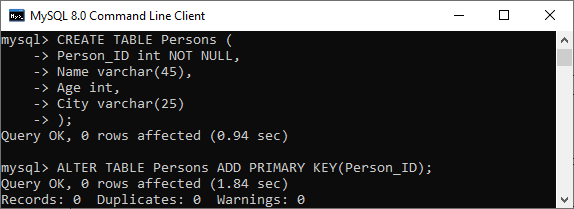 MySQL 8.0 Command Line Client
mysql> CREATE TABLE Persons (
    -> Person_ID int NOT NULL,
    -> Name varchar(45),
    -> Age int,
    -> City varchar(25)
    -> );
Query OK, 0 rows affected (0.94 sec)

mysql> ALTER TABLE Persons ADD PRIMARY KEY(Person_ID);
Query OK, 0 rows affected (1.84 sec)
Records: 0  Duplicates: 0  Warnings: 0